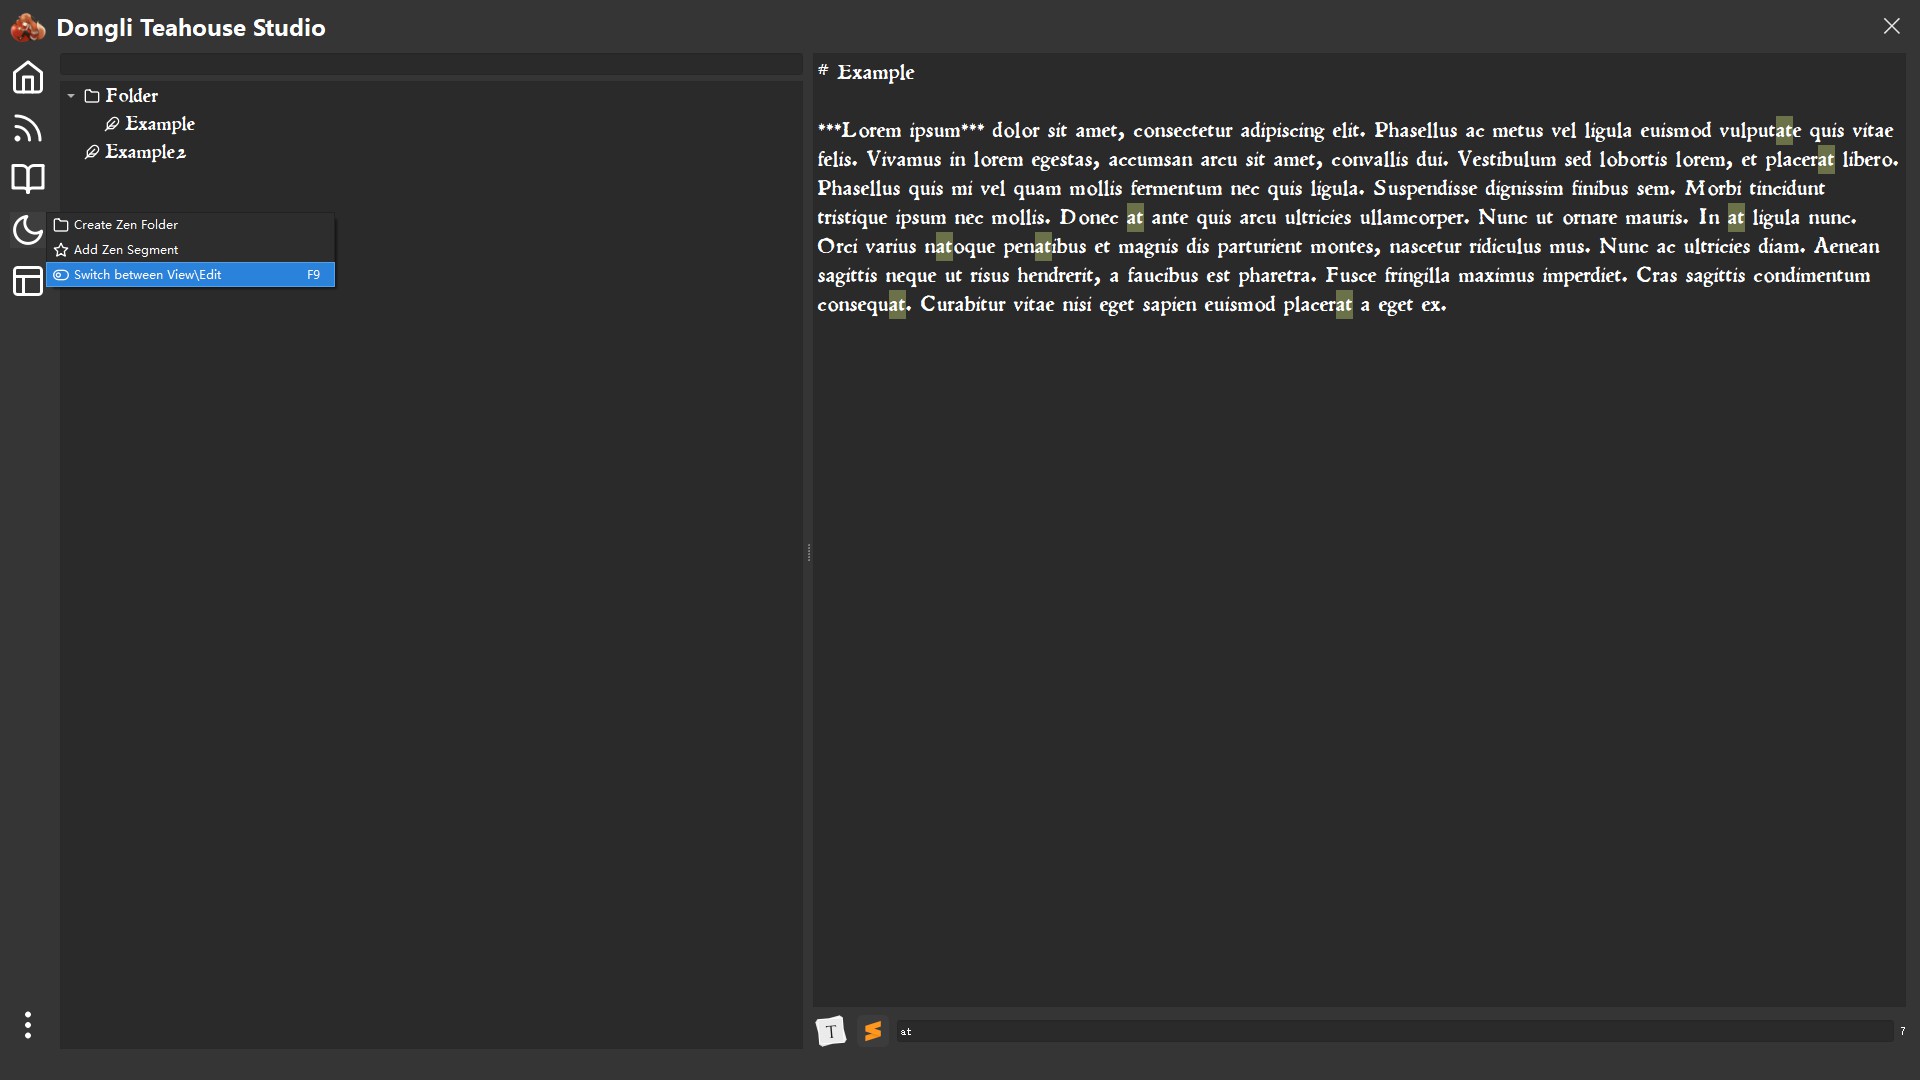 Dongli Teahouse Studio
Folder
Example
Example2
Create Zen Folder
Add Zen Segment
Switch between View\Edit F9
# Example
***Lorem ipsum*** dolor sit amet, consectetur adipiscing elit. Phasellus ac metus vel ligula euismod vulputate quis vitae
felis. Vivamus in lorem egestas, accumsan arcu sit amet, convallis dui. Vestibulum sed lobortis lorem, et placerat libero.
Phasellus quis mi vel quam mollis fermentum nec quis ligula. Suspendisse dignissim finibus sem. Morbi tincidunt
tristique ipsum nec mollis. Donec at ante quis arcu ultricies ullamcorper. Nunc ut ornare mauris. In at ligula nunc.
Orci varius natoque penatibus et magnis dis parturient montes, nascetur ridiculus mus. Nunc ac ultricies diam. Aenean
sagittis neque ut risus hendrerit, a faucibus est pharetra. Fusce fringilla maximus imperdiet. Cras sagittis condimentum
consequat. Curabitur vitae nisi eget sapien euismod placerat a eget ex.
T
at
7